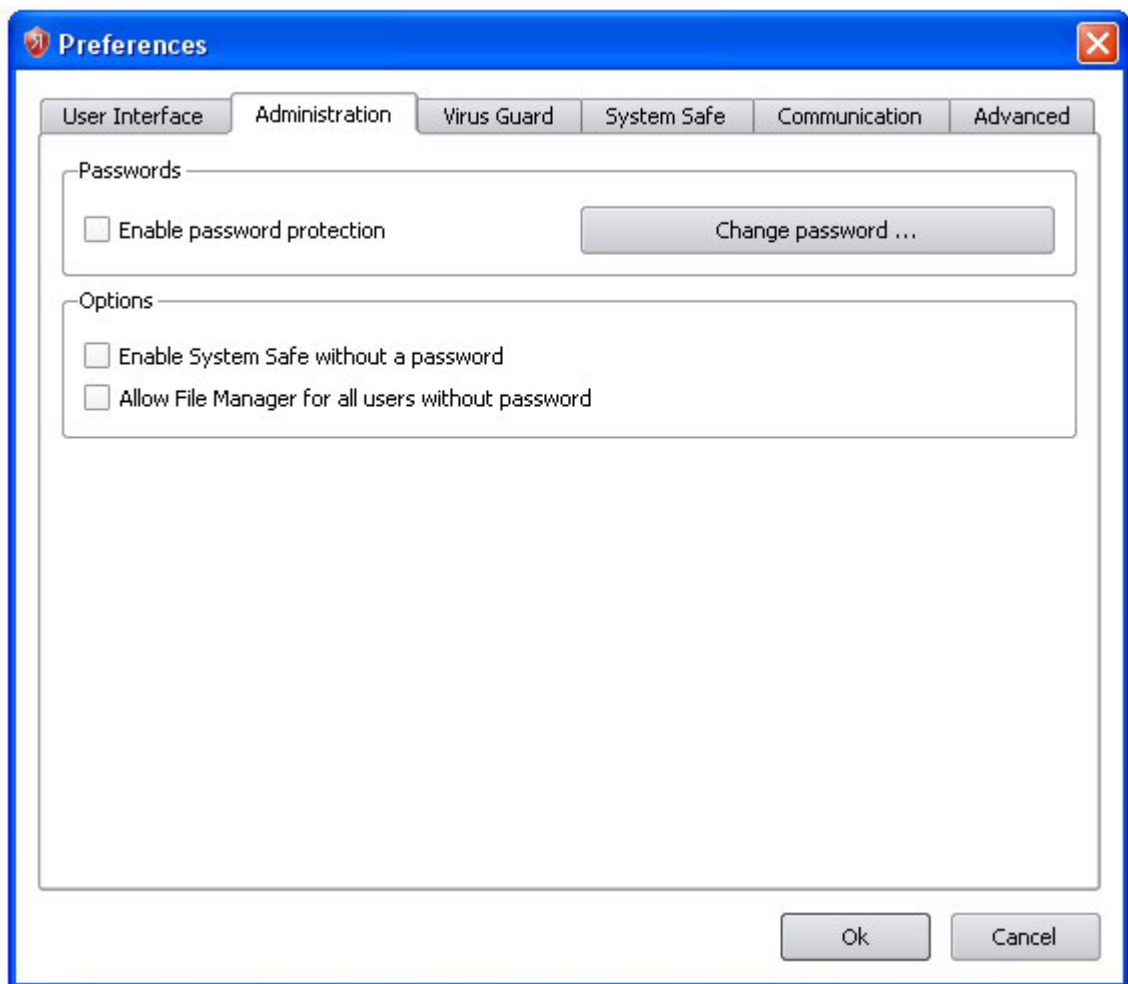 Preferences
User Interface Administration Virus Guard System Safe Communication Advanced
Passwords
Enable password protection Change password ...
Options
Enable System Safe without a password
Allow File Manager for all users without password
Ok Cancel